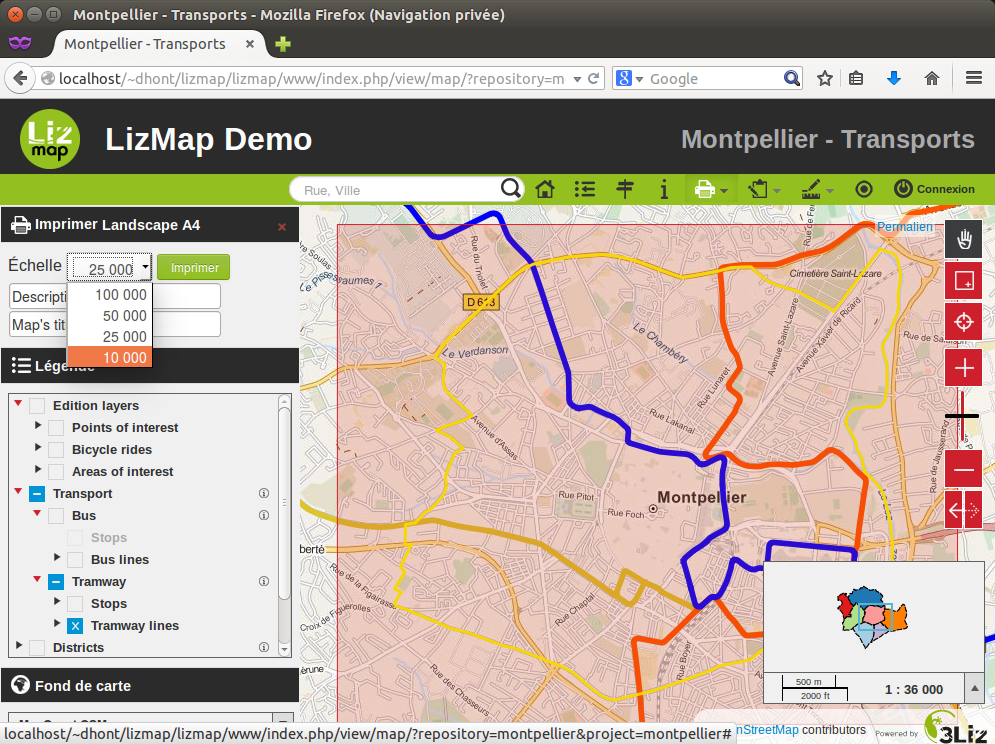 Montpellier - Transports - Mozilla Firefox (Navigation privée)
Montpellier - Transports
localhost/~dhont/lizmap/lizmap/www/index.php/view/map/?repository=m
Google
Liz
map
LizMap Demo
Montpellier - Transports
Rue, Ville
Connexion
Imprimer Landscape A4
Échelle
25 000
Imprimer
100 000
50 000
25 000
10 000
Descripti
Map's tit
Légende
Edition layers
Points of interest
Bicycle rides
Areas of interest
Transport
Bus
Stops
Bus lines
Tramway
Stops
Tramway lines
Districts
Fond de carte
Permalien
Rue du Triolet
D 613
Le Verdanson
Le Chambéry
Cimetière Saint-Lazare
Avenue Saint-Lazare
Avenue Xavier de Ricard
Rue Lunaret
Rue Lakanal
Avenue d'Assas
Rue Pitot
Rue Foch
Montpellier
Rue de Jausserand
berté
Rue de la Figairasse
Croix de Figuerolles
Rue Chaptal
Rue Boyer
Rue des Chasseurs
érune
500 m
2000 ft
1 : 36 000
localhost/~dhont/lizmap/lizmap/www/index.php/view/map/?repository=montpellier&project=montpellier#
nStreetMap contributors
Powered by
3Liz